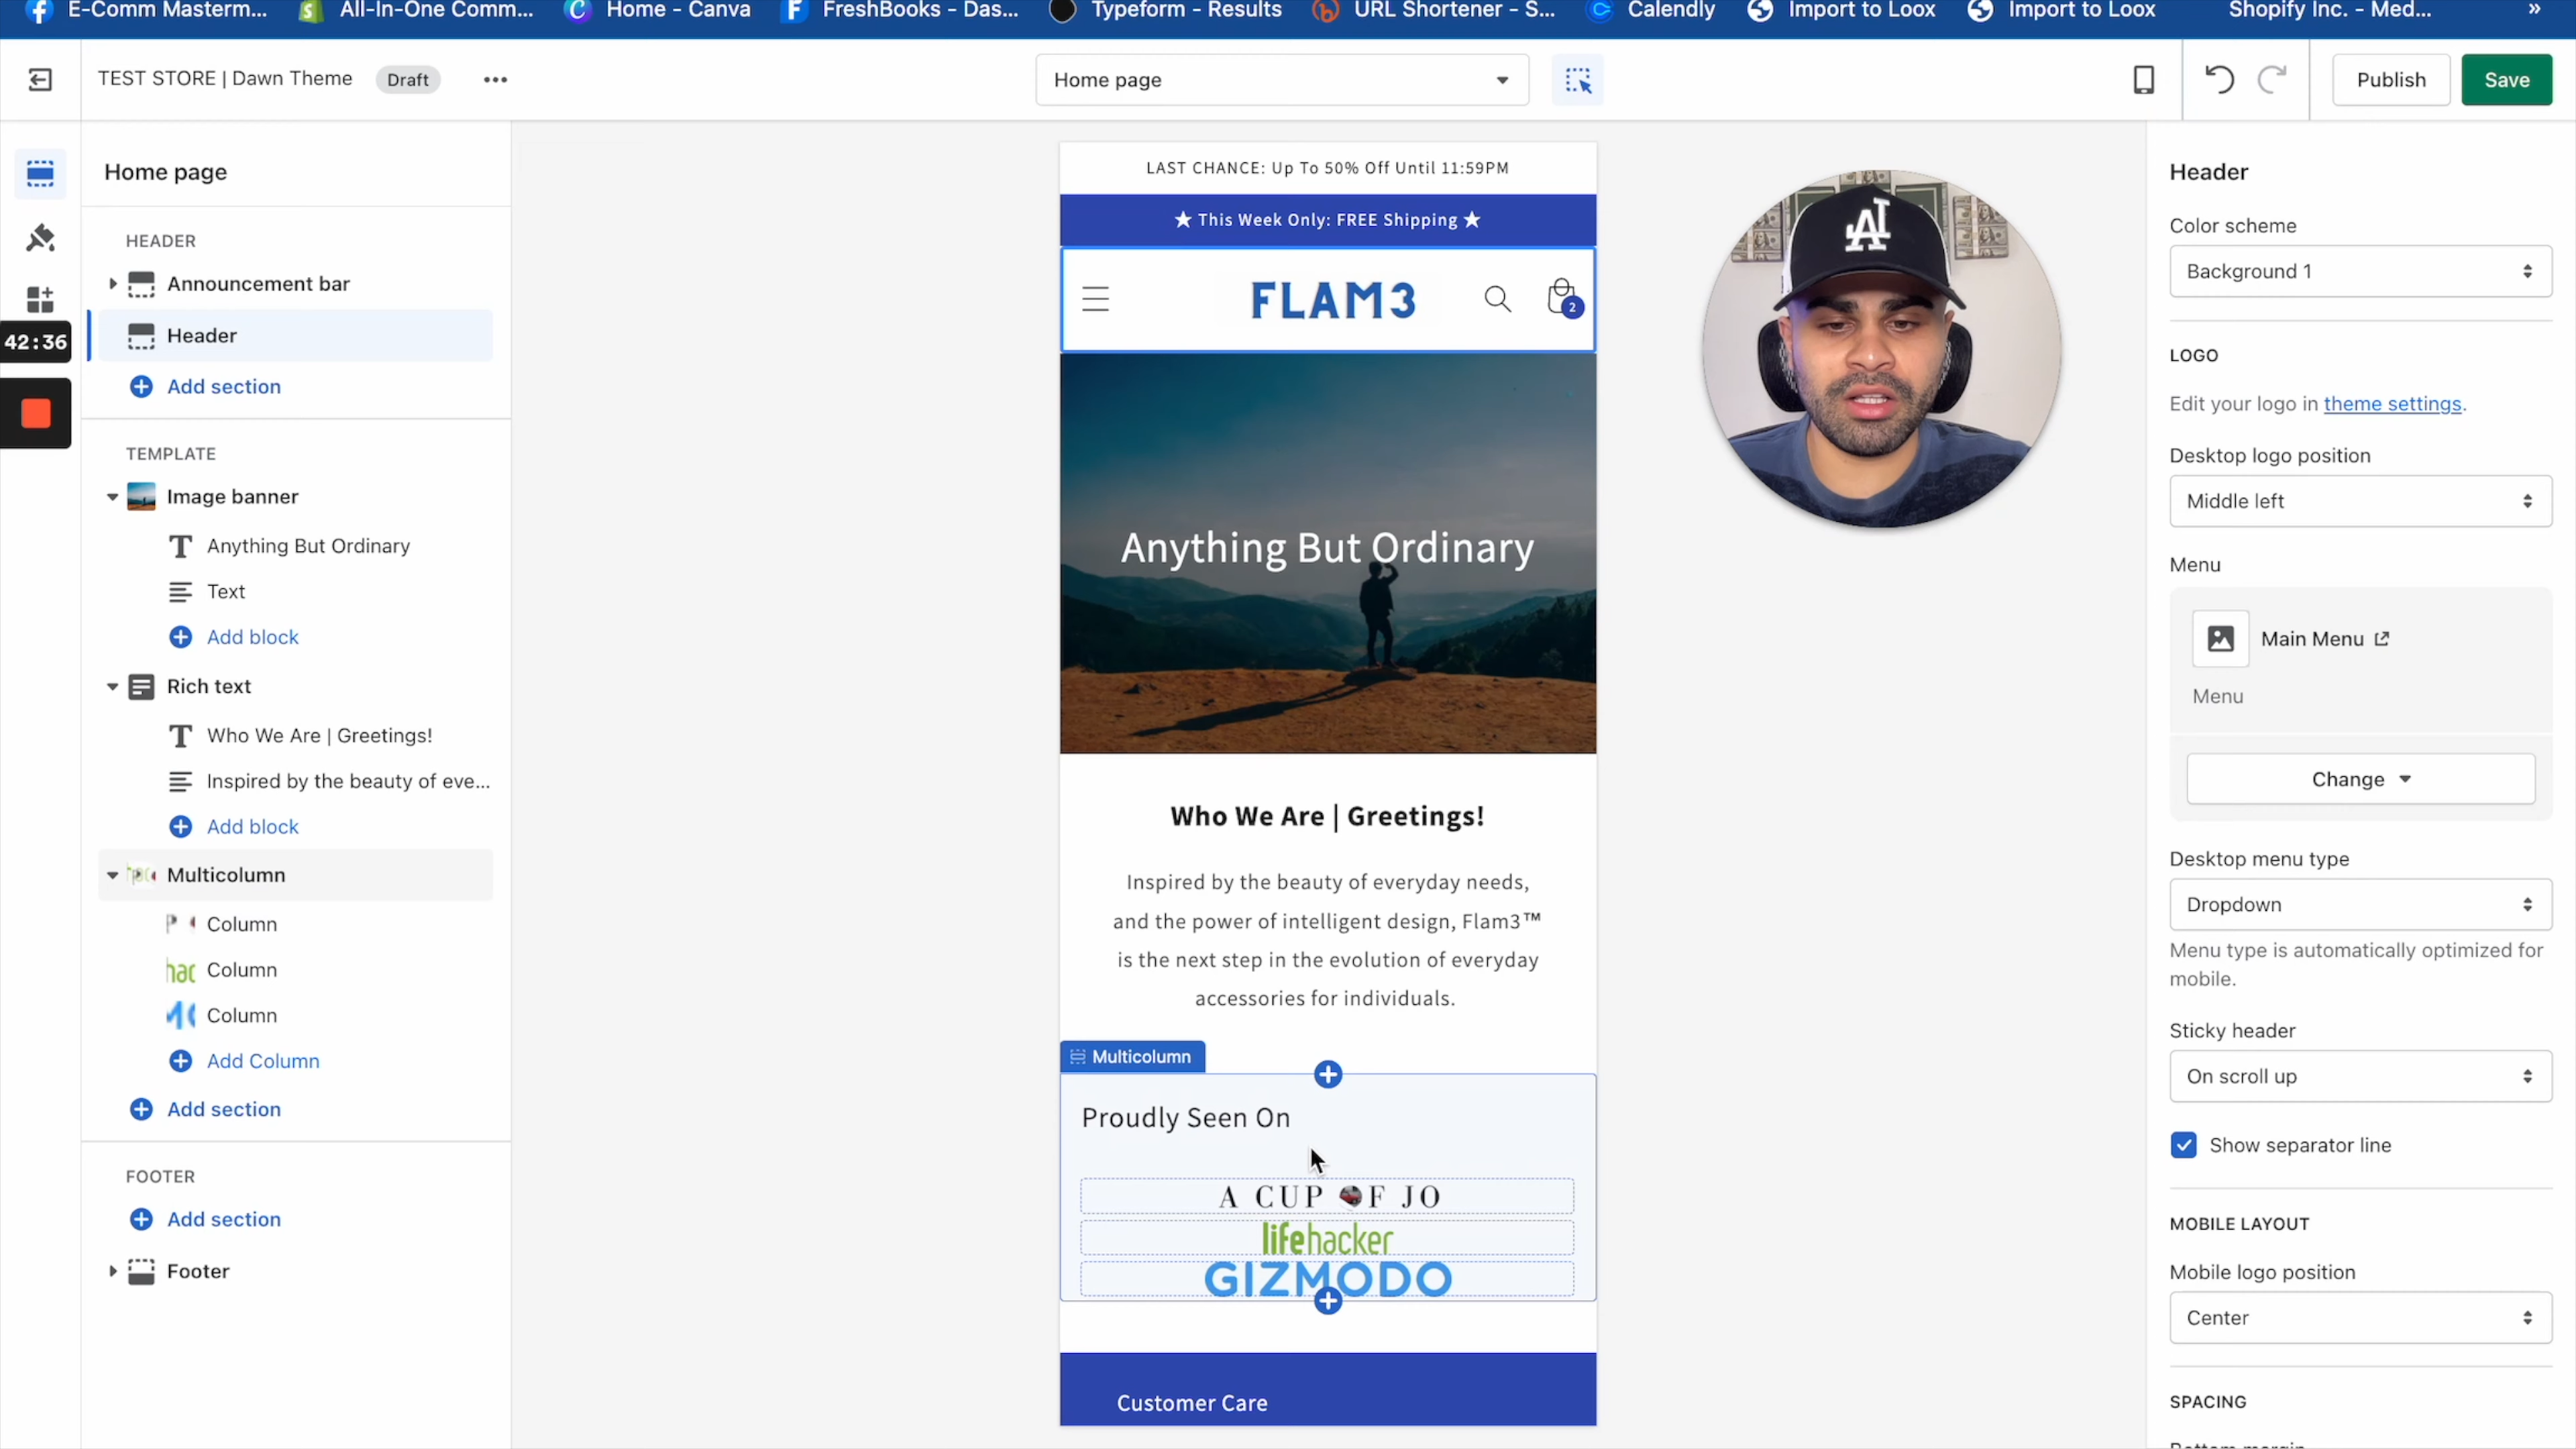 E-Comm Masterm...
All-In-One Comm...
Home - Canva
FreshBooks - Das...
Typeform - Results
URL Shortener - S...
Calendly
Import to Loox
Import to Loox
Shopify Inc. - Med...
»
TEST STORE | Dawn Theme
Draft
Home page
Publish
Save
Home page
HEADER
Announcement bar
Header
Add section
42:36
TEMPLATE
Image banner
Anything But Ordinary
Text
Add block
Rich text
Who We Are | Greetings!
Inspired by the beauty of eve...
Add block
Multicolumn
Column
Column
Column
Add Column
Add section
FOOTER
Add section
Footer
LAST CHANCE: Up To 50% Off Until 11:59PM
★ This Week Only: FREE Shipping ★
FLAM3
2
Anything But Ordinary
Who We Are | Greetings!
Inspired by the beauty of everyday needs,
and the power of intelligent design, Flam3™
is the next step in the evolution of everyday
accessories for individuals.
Multicolumn
Proudly Seen On
A CUP OF JO
lifehacker
GIZMODO
Customer Care
LA
Header
Color scheme
Background 1
LOGO
Edit your logo in theme settings.
Desktop logo position
Middle left
Menu
Main Menu
Menu
Change
Desktop menu type
Dropdown
Menu type is automatically optimized for
mobile.
Sticky header
On scroll up
Show separator line
MOBILE LAYOUT
Mobile logo position
Center
SPACING